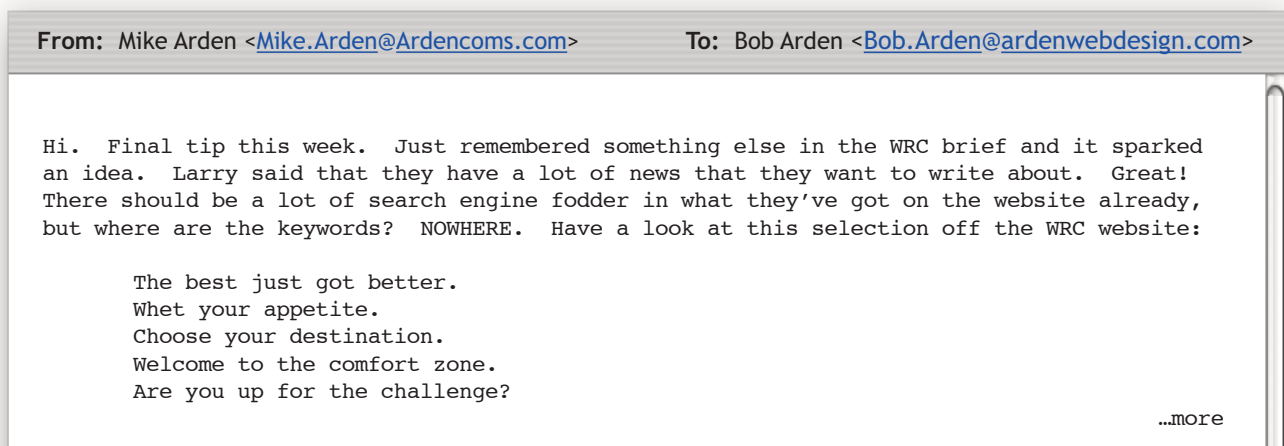 From: Mike Arden <Mike.Arden@Ardencoms.com> To: Bob Arden <Bob.Arden@ardenwebdesign.com>
Hi. Final tip this week. Just remembered something else in the WRC brief and it sparked
an idea. Larry said that they have a lot of news that they want to write about. Great!
There should be a lot of search engine fodder in what they’ve got on the website already,
but where are the keywords? NOWHERE. Have a look at this selection off the WRC website:
The best just got better.
Whet your appetite.
Choose your destination.
Welcome to the comfort zone.
Are you up for the challenge?
…more